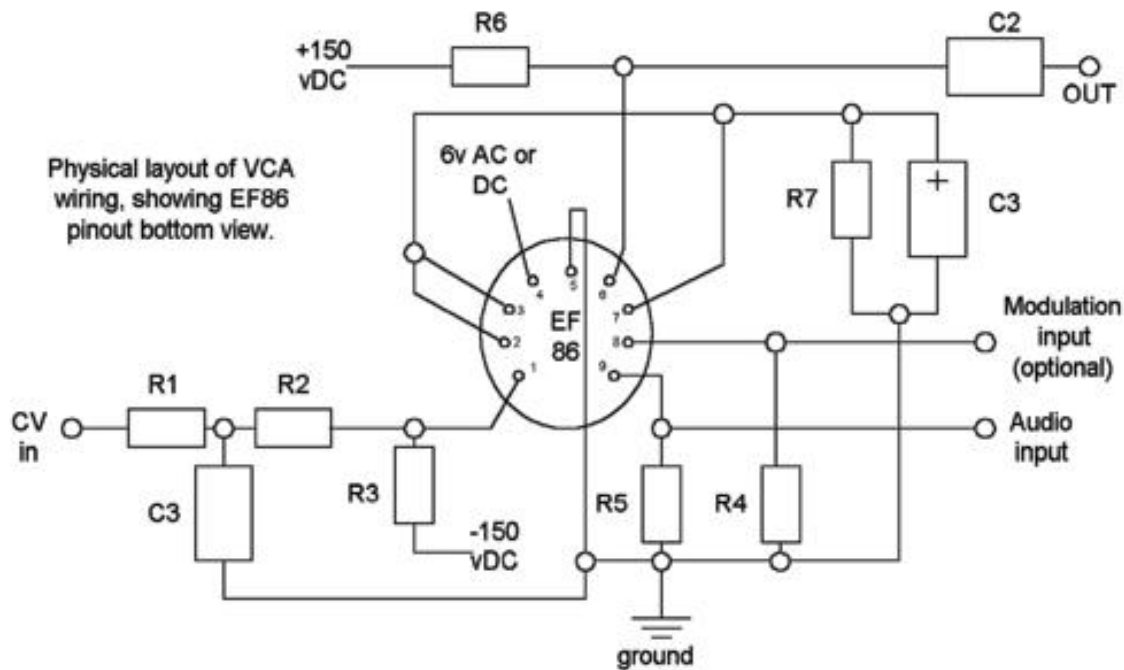 R6
C2
+150
vDC
OUT
Physical layout of VCA
wiring, showing EF86
pinout bottom view.
6v AC or
DC
R7
+
C3
5
4
6
3
7
EF
86
2
8
1
9
Modulation
input
(optional)
R1
R2
CV
in
Audio
input
C3
R3
R5
R4
-150
vDC
ground